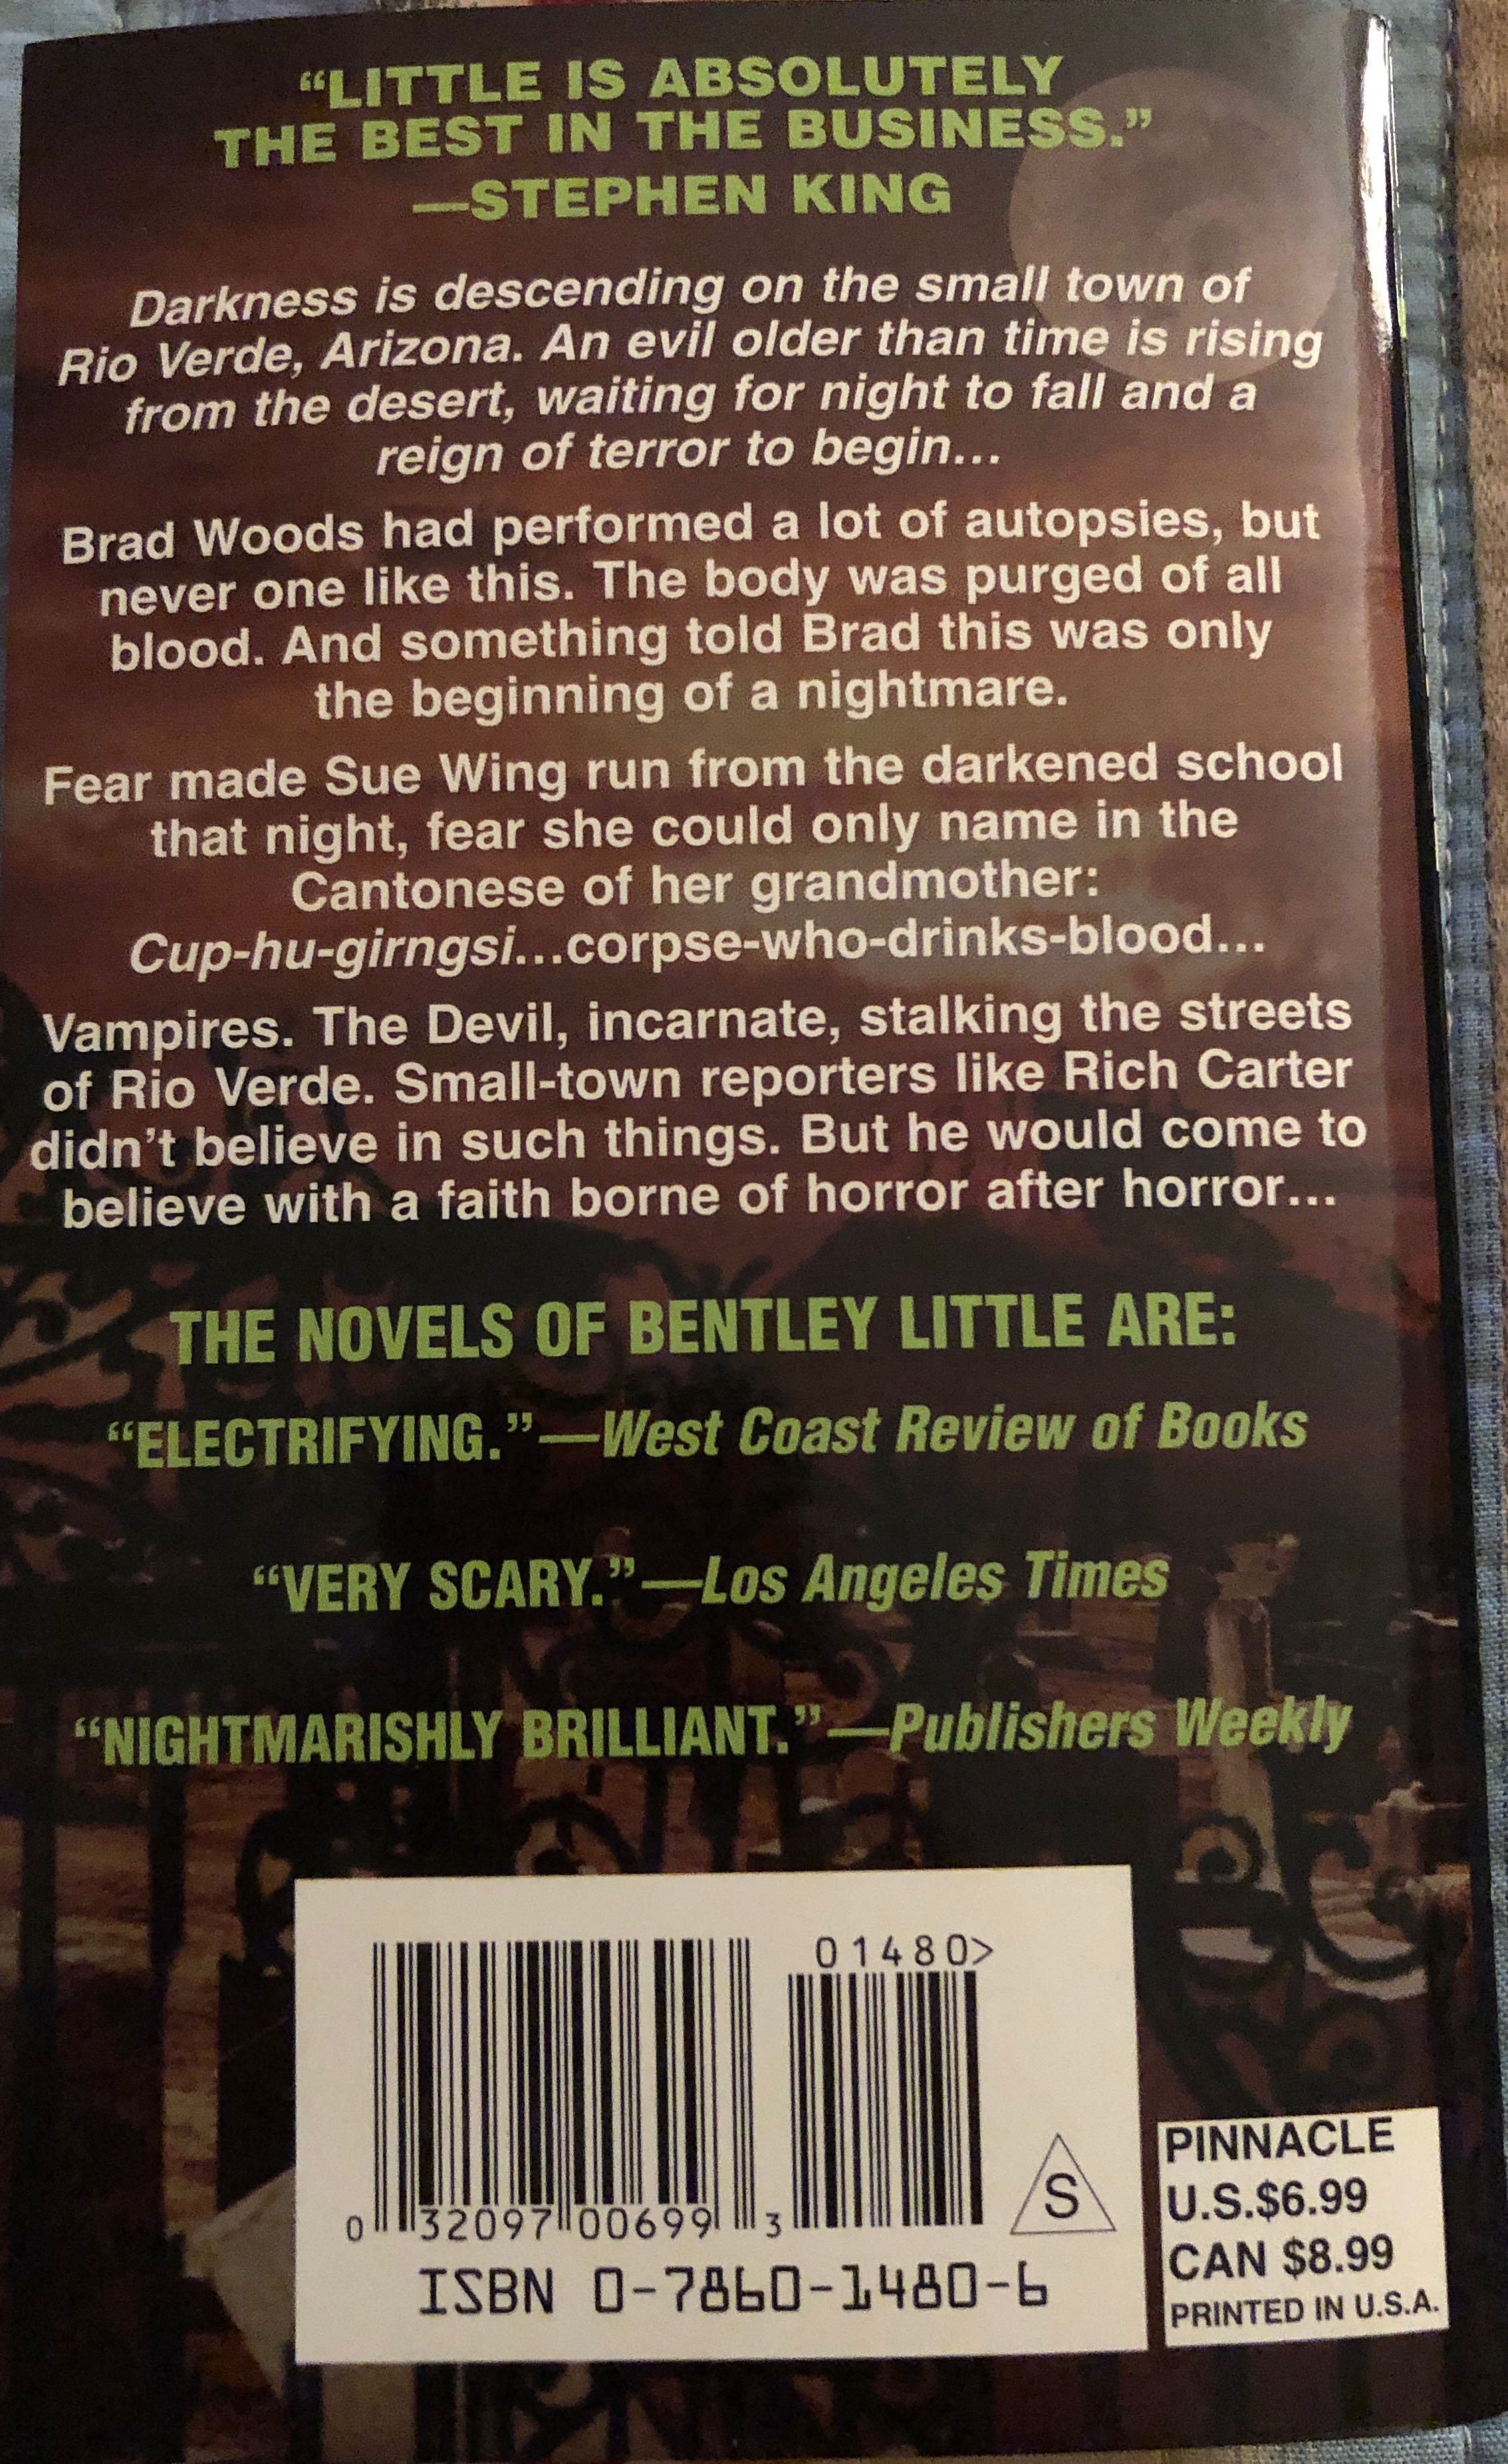 “LITTLE IS ABSOLUTELY
THE BEST IN THE BUSINESS.”
—STEPHEN KING
Darkness is descending on the small town of
Rio Verde, Arizona. An evil older than time is rising
from the desert, waiting for night to fall and a
reign of terror to begin...
Brad Woods had performed a lot of autopsies, but
never one like this. The body was purged of all
blood. And something told Brad this was only
the beginning of a nightmare.
Fear made Sue Wing run from the darkened school
that night, fear she could only name in the
Cantonese of her grandmother:
Cup-hu-girngsi...corpse-who-drinks-blood...
Vampires. The Devil, incarnate, stalking the streets
of Rio Verde. Small-town reporters like Rich Carter
didn’t believe in such things. But he would come to
believe with a faith borne of horror after horror...
THE NOVELS OF BENTLEY LITTLE ARE:
“ELECTRIFYING.”—West Coast Review of Books
“VERY SCARY.”—Los Angeles Times
“NIGHTMARISHLY BRILLIANT.”—Publishers Weekly
01480>
0 32097 00699 3
S
ISBN 0-7860-1480-6
PINNACLE
U.S.$6.99
CAN $8.99
PRINTED IN U.S.A.